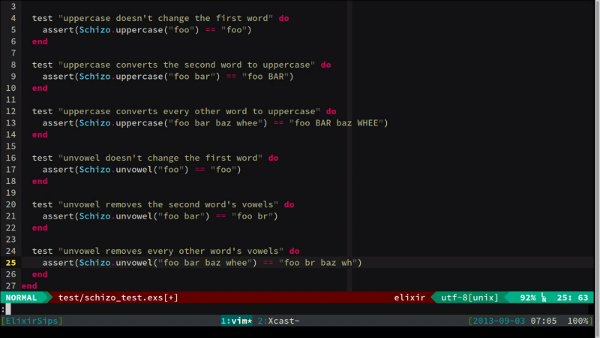 3
4 test "uppercase doesn't change the first word" do
5 assert(Schizo.uppercase("foo") == "foo")
6 end
7
8 test "uppercase converts the second word to uppercase" do
9 assert(Schizo.uppercase("foo bar") == "foo BAR")
10 end
11
12 test "uppercase converts every other word to uppercase" do
13 assert(Schizo.uppercase("foo bar baz whee") == "foo BAR baz WHEE")
14 end
15
16 test "unvowel doesn't change the first word" do
17 assert(Schizo.unvowel("foo") == "foo")
18 end
19
20 test "unvowel removes the second word's vowels" do
21 assert(Schizo.unvowel("foo bar") == "foo br")
22 end
23
24 test "unvowel removes every other word's vowels" do
25 assert(Schizo.unvowel("foo bar baz whee") == "foo br baz wh")
26 end
27 end
NORMAL test/schizo_test.exs[+] elixir utf-8[unix] 92% 25: 63
:
[ElixirSips] 1:vim* 2:Xcast- [2013-09-03 07:05 100%]